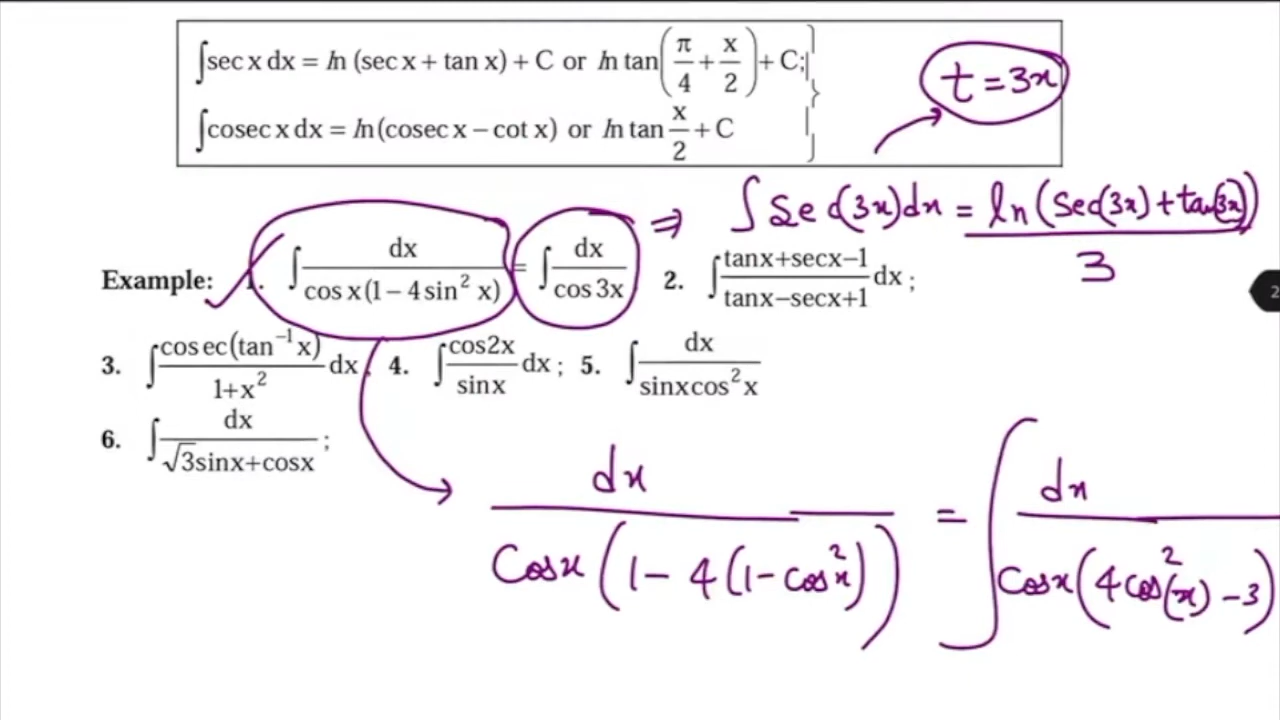 ∫sec x dx = ln (sec x + tan x) + C or ln tan(π/4 + x/2) + C;
∫cosec x dx = ln(cosec x − cot x) or ln tan x/2 + C
t = 3x
⇒ ∫ Sec(3x)dx = ln (Sec(3x) + tan(3x)) / 3
Example: 1. ∫ dx / cos x(1 − 4 sin² x) = ∫ dx / cos 3x 2. ∫ tanx+secx−1 / tanx−secx+1 dx ;
3. ∫ cosec(tan⁻¹x) / 1+x² dx 4. ∫ cos2x / sinx dx ; 5. ∫ dx / sinxcos²x
6. ∫ dx / √3sinx+cosx ;
dx / Cosx (1 − 4(1 − cos²x)) = ∫ dx / Cosx(4cos²(x) − 3)
2